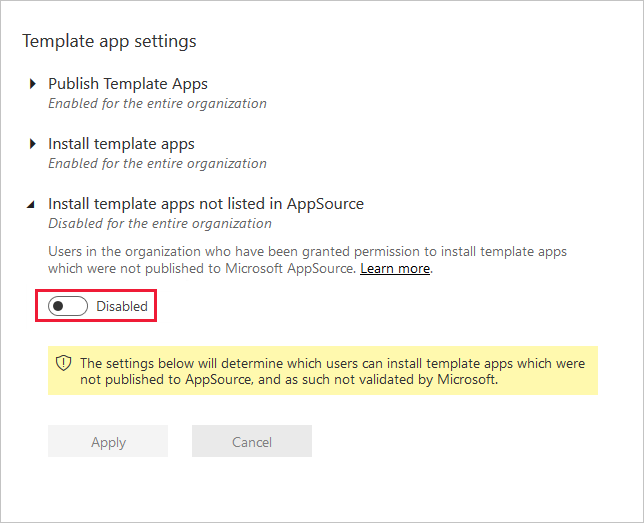 Template app settings
Publish Template Apps
Enabled for the entire organization
Install template apps
Enabled for the entire organization
Install template apps not listed in AppSource
Disabled for the entire organization
Users in the organization who have been granted permission to install template apps
which were not published to Microsoft AppSource. Learn more.
Disabled
The settings below will determine which users can install template apps which were
not published to AppSource, and as such not validated by Microsoft.
Apply
Cancel